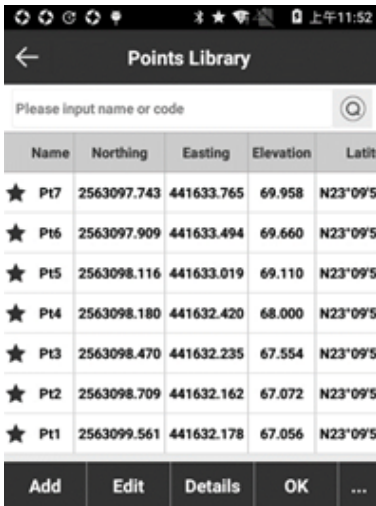 上午11:52
Points Library
Please input name or code
Name Northing Easting Elevation Latit
Pt7 2563097.743 441633.765 69.958 N23°09'5
Pt6 2563097.909 441633.494 69.660 N23°09'5
Pt5 2563098.116 441633.019 69.110 N23°09'5
Pt4 2563098.180 441632.420 68.000 N23°09'5
Pt3 2563098.470 441632.235 67.554 N23°09'5
Pt2 2563098.709 441632.162 67.072 N23°09'5
Pt1 2563099.561 441632.178 67.056 N23°09'5
Add Edit Details OK ...